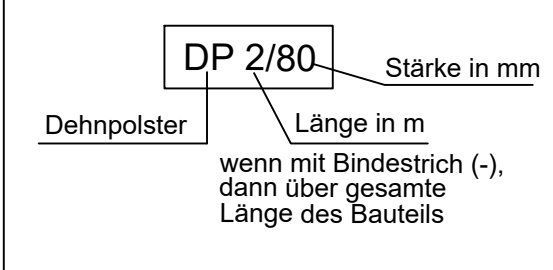 DP 2/80
Stärke in mm
Dehnpolster
Länge in m
wenn mit Bindestrich (-),
dann über gesamte
Länge des Bauteils